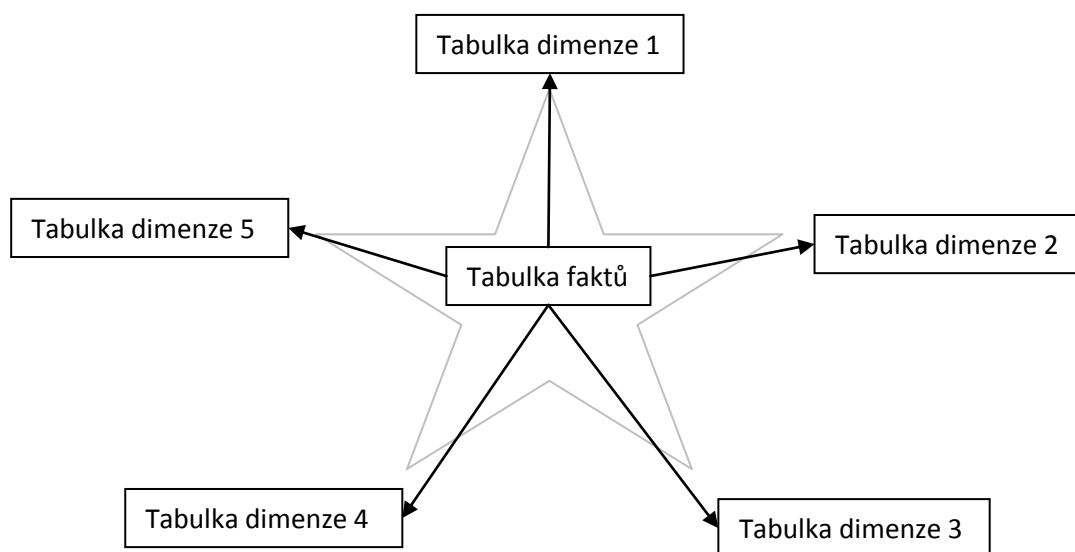 Tabulka dimenze 1
Tabulka dimenze 5
Tabulka dimenze 2
Tabulka faktů
Tabulka dimenze 4
Tabulka dimenze 3